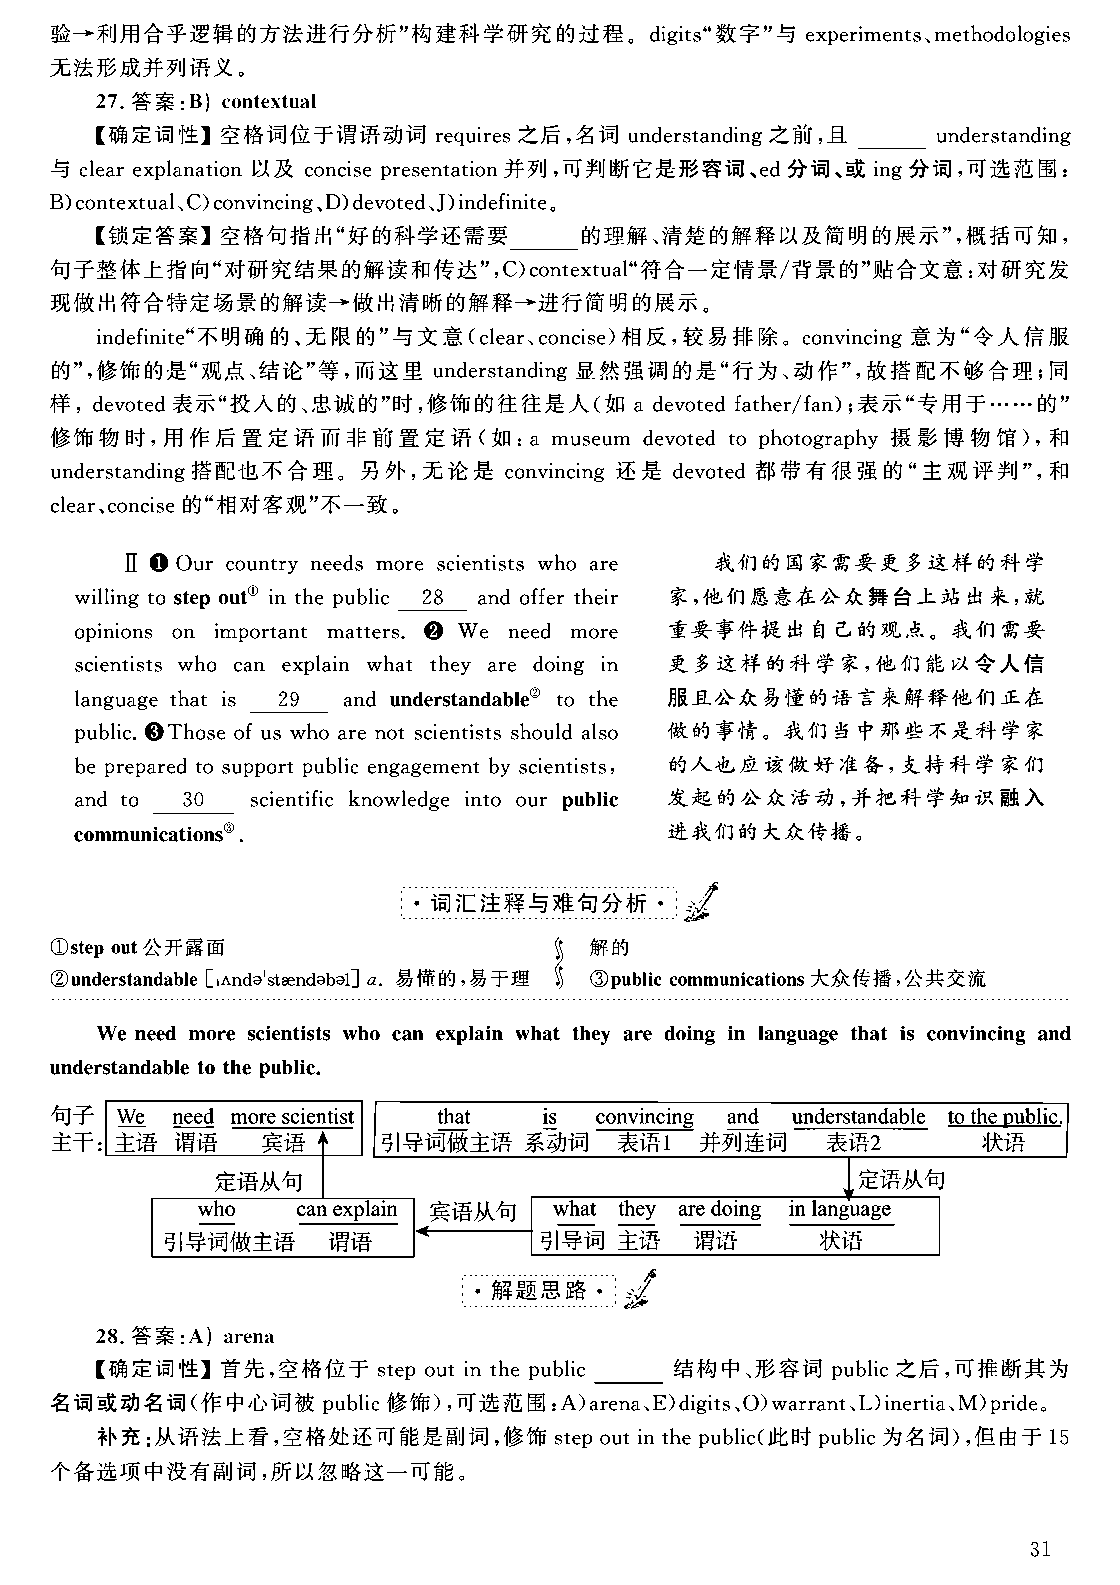 验→利用合乎逻辑的方法进行分析”构建科学研究的过程。digits“数字”与 experiments、methodologies
无法形成并列语义。
27. 答案:B) contextual
【确定词性】空格词位于谓语动词 requires 之后,名词 understanding 之前,且 ______ understanding
与 clear explanation 以及 concise presentation 并列,可判断它是形容词、ed 分词、或 ing 分词,可选范围:
B)contextual、C)convincing、D)devoted、J)indefinite。
【锁定答案】空格句指出“好的科学还需要______的理解、清楚的解释以及简明的展示”,概括可知,
句子整体上指向“对研究结果的解读和传达”,C)contextual“符合一定情景/背景的”贴合文意:对研究发
现做出符合特定场景的解读→做出清晰的解释→进行简明的展示。
indefinite“不明确的、无限的”与文意(clear、concise)相反,较易排除。convincing 意为“令人信服
的”,修饰的是“观点、结论”等,而这里 understanding 显然强调的是“行为、动作”,故搭配不够合理;同
样, devoted 表示“投入的、忠诚的”时,修饰的往往是人(如 a devoted father/fan);表示“专用于……的”
修饰物时,用作后置定语而非前置定语(如:a museum devoted to photography 摄影博物馆),和
understanding 搭配也不合理。另外,无论是 convincing 还是 devoted 都带有很强的“主观评判”,和
clear、concise 的“相对客观”不一致。
Ⅱ ❶ Our country needs more scientists who are
willing to step out① in the public 28 and offer their
opinions on important matters. ❷ We need more
scientists who can explain what they are doing in
language that is 29 and understandable② to the
public. ❸ Those of us who are not scientists should also
be prepared to support public engagement by scientists,
and to 30 scientific knowledge into our public
communications③.
我们的国家需要更多这样的科学
家,他们愿意在公众舞台上站出来,就
重要事件提出自己的观点。我们需要
更多这样的科学家,他们能以令人信
服且公众易懂的语言来解释他们正在
做的事情。我们当中那些不是科学家
的人也应该做好准备,支持科学家们
发起的公众活动,并把科学知识融入
进我们的大众传播。
·词汇注释与难句分析·
①step out 公开露面
②understandable [ˌʌndəˈstændəbəl] a. 易懂的,易于理
解的
③public communications 大众传播,公共交流
We need more scientists who can explain what they are doing in language that is convincing and
understandable to the public.
句子 We need more scientist that is convincing and understandable to the public.
主干: 主语 谓语 宾语 引导词做主语 系动词 表语1 并列连词 表语2 状语
定语从句 定语从句
who can explain 宾语从句 what they are doing in language
引导词做主语 谓语 引导词 主语 谓语 状语
·解题思路·
28. 答案:A) arena
【确定词性】首先,空格位于 step out in the public ______ 结构中、形容词 public 之后,可推断其为
名词或动名词(作中心词被 public 修饰),可选范围:A)arena、E)digits、O)warrant、L)inertia、M)pride。
补充:从语法上看,空格处还可能是副词,修饰 step out in the public(此时 public 为名词),但由于 15
个备选项中没有副词,所以忽略这一可能。
31